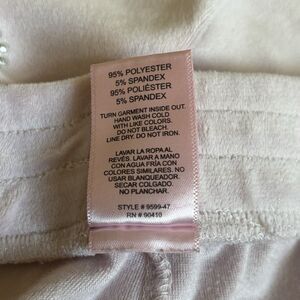 95% POLYESTER
5% SPANDEX
95% POLIÉSTER
5% SPANDEX
TURN GARMENT INSIDE OUT.
HAND WASH COLD
WITH LIKE COLORS.
DO NOT BLEACH.
LINE DRY. DO NOT IRON.
LAVAR LA ROPA AL
REVÉS. LAVAR A MANO
CON AGUA FRÍA CON
COLORES SIMILARES. NO
USAR BLANQUEADOR.
SECAR COLGADO.
NO PLANCHAR.
STYLE # 9599-47
RN # 90410